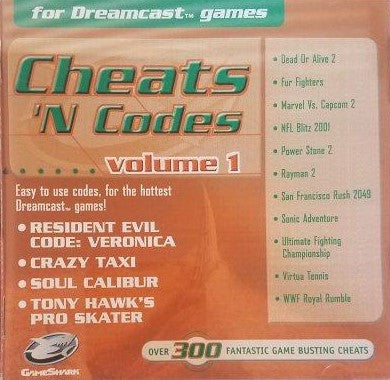 for Dreamcast™ games
Cheats
'N Codes
volume 1
Easy to use codes, for the hottest
Dreamcast™ games!
• RESIDENT EVIL
CODE: VERONICA
• CRAZY TAXI
• SOUL CALIBUR
• TONY HAWK'S
PRO SKATER
• Dead Or Alive 2
• Fur Fighters
• Marvel Vs. Capcom 2
• NFL Blitz 2001
• Power Stone 2
• Rayman 2
• San Francisco Rush 2049
• Sonic Adventure
• Ultimate Fighting
Championship
• Virtua Tennis
• WWF Royal Rumble
GAMESHARK
OVER 300 FANTASTIC GAME BUSTING CHEATS